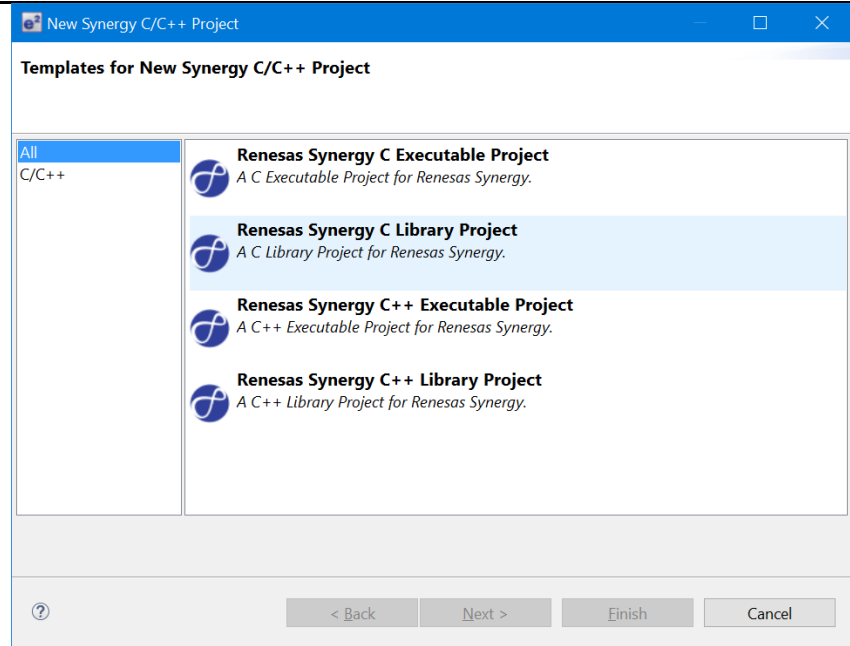 e² New Synergy C/C++ Project
Templates for New Synergy C/C++ Project
All
C/C++
Renesas Synergy C Executable Project
A C Executable Project for Renesas Synergy.
Renesas Synergy C Library Project
A C Library Project for Renesas Synergy.
Renesas Synergy C++ Executable Project
A C++ Executable Project for Renesas Synergy.
Renesas Synergy C++ Library Project
A C++ Library Project for Renesas Synergy.
? < Back Next > Finish Cancel